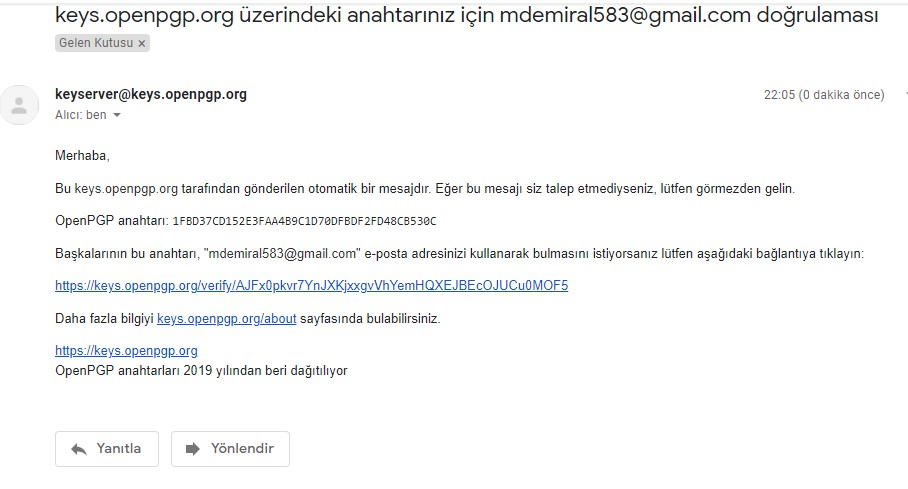 keys.openpgp.org üzerindeki anahtarınız için mdemiral583@gmail.com doğrulaması
Gelen Kutusu ×
keyserver@keys.openpgp.org
22:05 (0 dakika önce)
Alıcı: ben
Merhaba,
Bu keys.openpgp.org tarafından gönderilen otomatik bir mesajdır. Eğer bu mesajı siz talep etmediyseniz, lütfen görmezden gelin.
OpenPGP anahtarı: 1FBD37CD152E3FAA4B9C1D70DFBDF2FD48CB530C
Başkalarının bu anahtarı, "mdemiral583@gmail.com" e-posta adresinizi kullanarak bulmasını istiyorsanız lütfen aşağıdaki bağlantıya tıklayın:
https://keys.openpgp.org/verify/AJFx0pkvr7YnJXKjxxgvVhYemHQXEJBEcOJUCu0MOF5
Daha fazla bilgiyi keys.openpgp.org/about sayfasında bulabilirsiniz.
https://keys.openpgp.org
OpenPGP anahtarları 2019 yılından beri dağıtılıyor
Yanıtla
Yönlendir